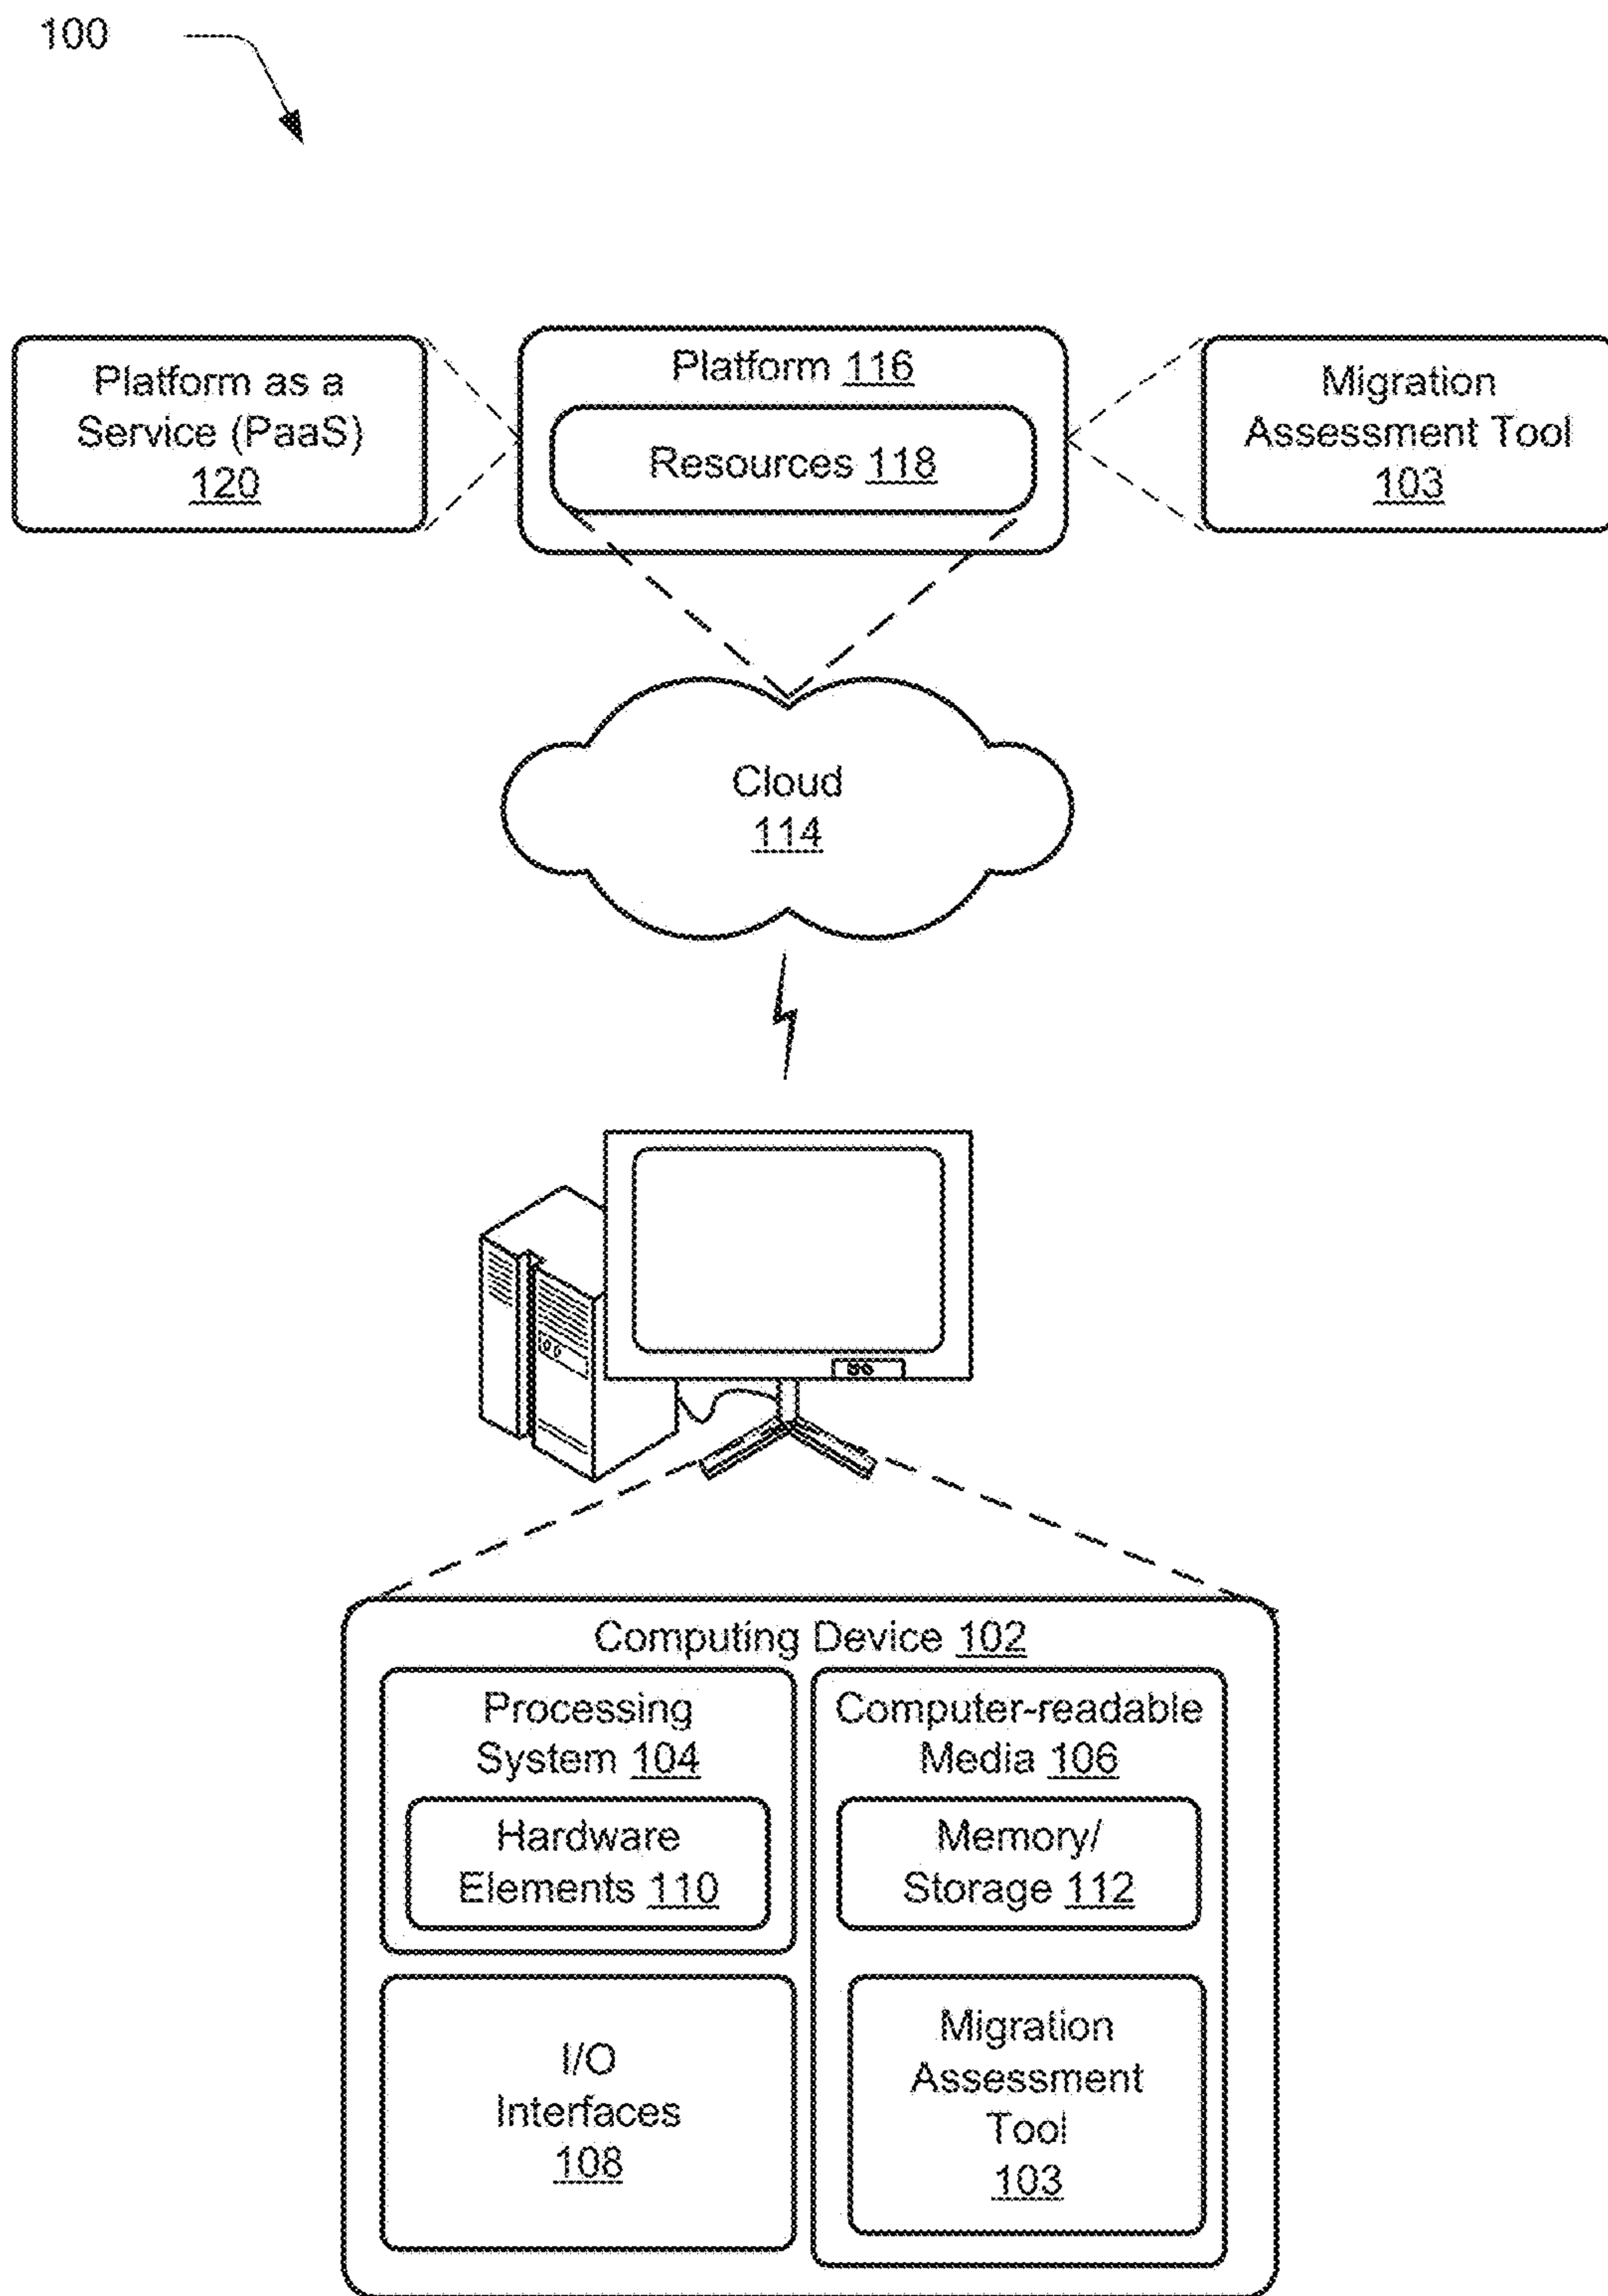 100
Platform as a
Service (PaaS)
120
Platform 116
Resources 118
Migration
Assessment Tool
103
Cloud
114
Computing Device 102
Processing
System 104
Hardware
Elements 110
I/O
Interfaces
108
Computer-readable
Media 106
Memory/
Storage 112
Migration
Assessment
Tool
103